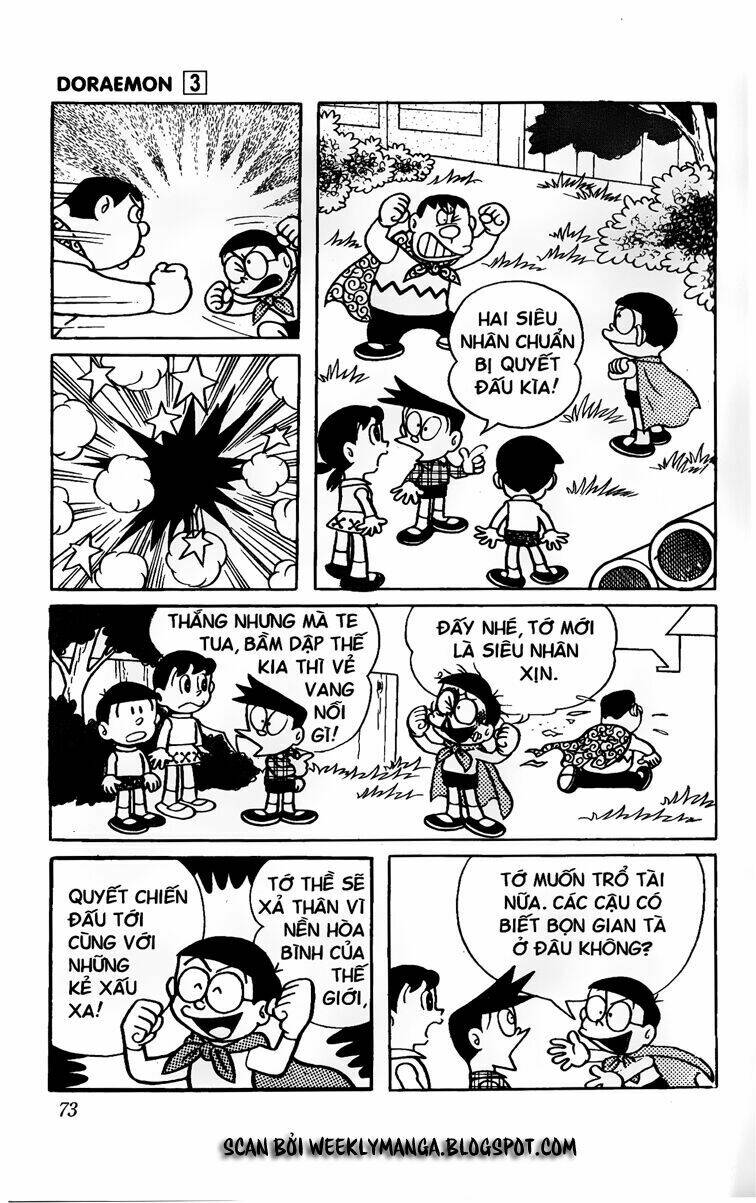 DORAEMON 3
HAI SIÊU
NHÂN CHUẨN
BỊ QUYẾT
ĐẤU KÌA!
THẮNG NHƯNG MÀ TE
TUA, BẦM DẬP THẾ
KIA THÌ VẺ
VANG
NỖI
GÌ!
ĐẤY NHÉ, TỚ MỚI
LÀ SIÊU NHÂN
XỊN.
TỚ THỀ SẼ
XẢ THÂN VÌ
NỀN HÒA
BÌNH CỦA
THẾ
GIỚI,
QUYẾT CHIẾN
ĐẤU TỚI
CÙNG VỚI
NHỮNG
KẺ XẤU
XA!
TỚ MUỐN TRỔ TÀI
NỮA. CÁC CẬU CÓ
BIẾT BỌN GIAN TÀ
Ở ĐÂU KHÔNG?
73
SCAN BỞI WEEKLYMANGA.BLOGSPOT.COM